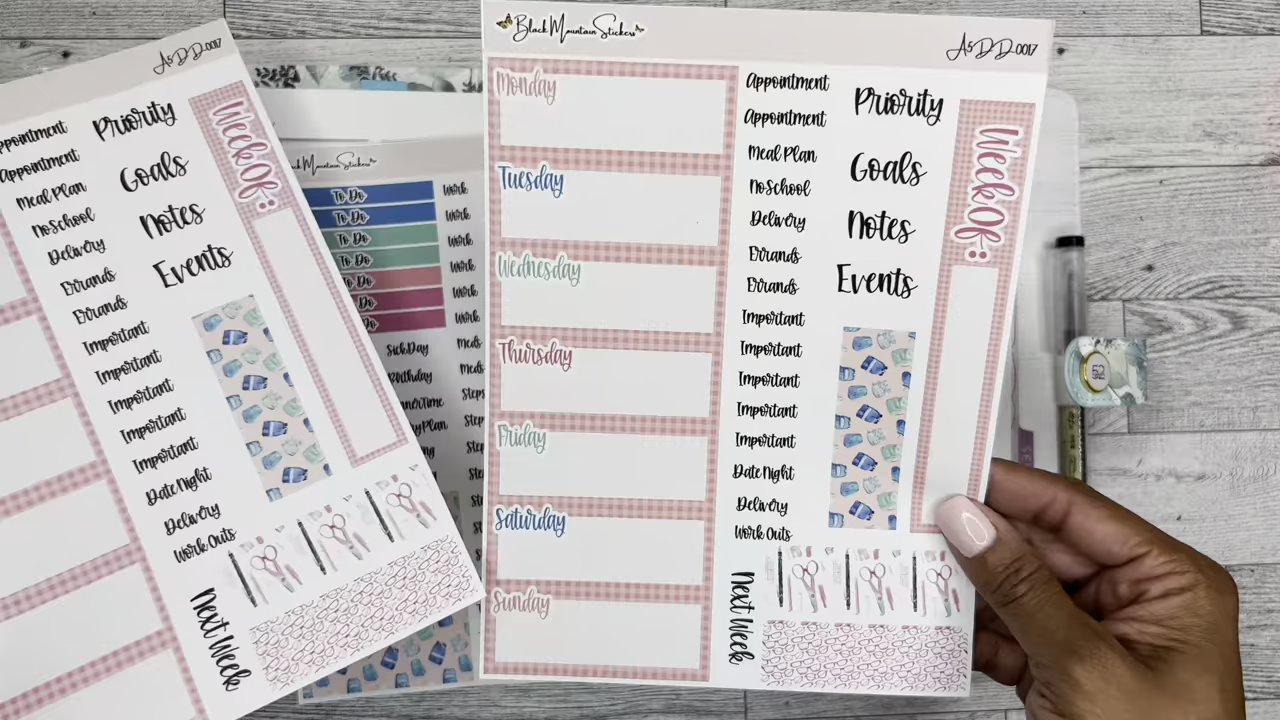 A5DD-0017
Appointment
Appointment
Meal Plan
No School
Delivery
Errands
Errands
Important
Important
Important
Important
Important
Date Night
Delivery
Work Outs
Priority
Goals
Notes
Events
Week Of:
Next Week
Mountain Stickers
To Do
To Do
To Do
To Do
To Do
To Do
Work
Work
Work
Work
Work
Work
Sick Day
Birthday
Meds
Meds
Steps
Black Mountain Stickers
A5DD-0017
Monday
Tuesday
Wednesday
Thursday
Friday
Saturday
Sunday
Appointment
Appointment
Meal Plan
No School
Delivery
Errands
Errands
Important
Important
Important
Important
Important
Date Night
Delivery
Work Outs
Priority
Goals
Notes
Events
Week Of:
Next Week